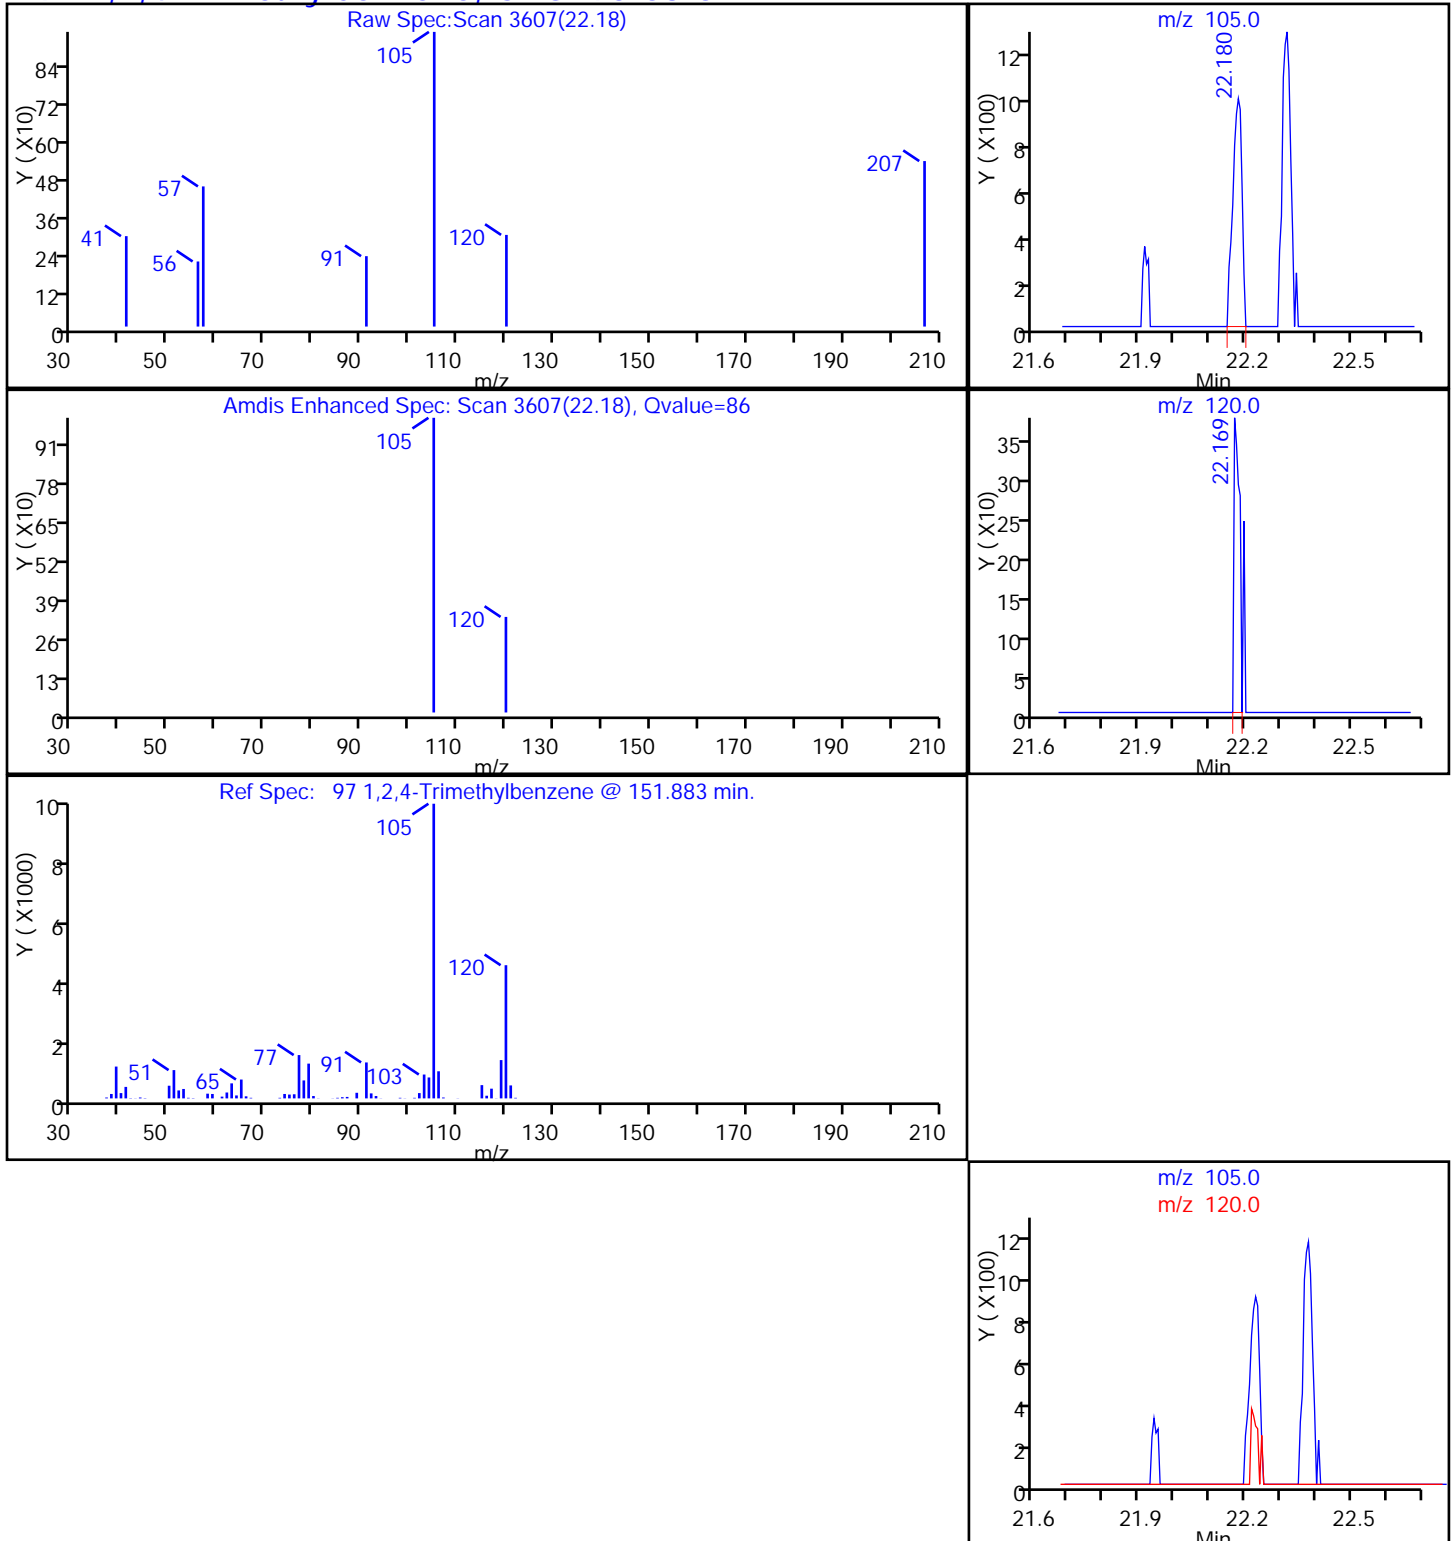 Raw Spec:Scan 3607(22.18)
Y ( X10)
84
72
60
48
36
24
12
0
105
207
57
41
56
91
120
30 50 70 90 110 130 150 170 190 210
m/z
m/z 105.0
Y ( X100)
12
10
8
6
4
2
0
22.180
21.6 21.9 22.2 22.5
Min
Amdis Enhanced Spec: Scan 3607(22.18), Qvalue=86
Y ( X10)
91
78
65
52
39
26
13
0
105
120
30 50 70 90 110 130 150 170 190 210
m/z
m/z 120.0
Y ( X10)
35
30
25
20
15
10
5
0
22.169
21.6 21.9 22.2 22.5
Min
Ref Spec: 97 1,2,4-Trimethylbenzene @ 151.883 min.
Y ( X1000)
10
8
6
4
2
0
105
120
51
65
77
91
103
30 50 70 90 110 130 150 170 190 210
m/z
m/z 105.0
m/z 120.0
Y ( X100)
12
10
8
6
4
2
0
21.6 21.9 22.2 22.5
Min